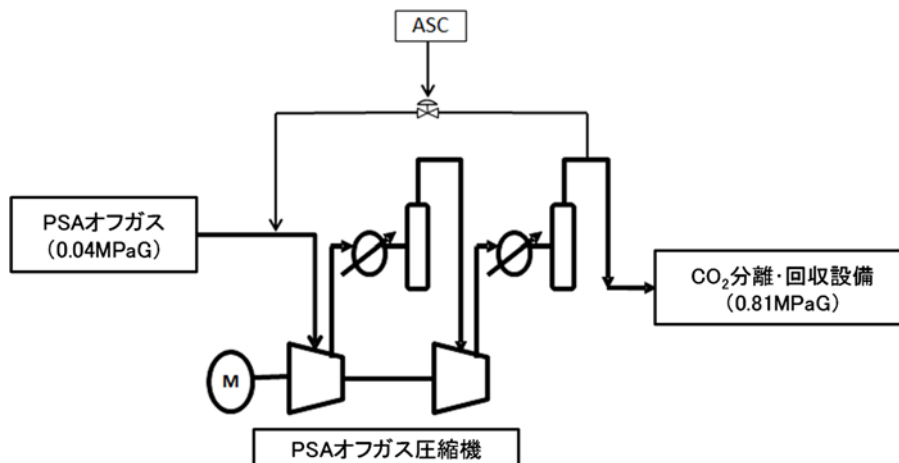 ASC
PSAオフガス
(0.04MPaG)
CO₂分離・回収設備
(0.81MPaG)
M
PSAオフガス圧縮機